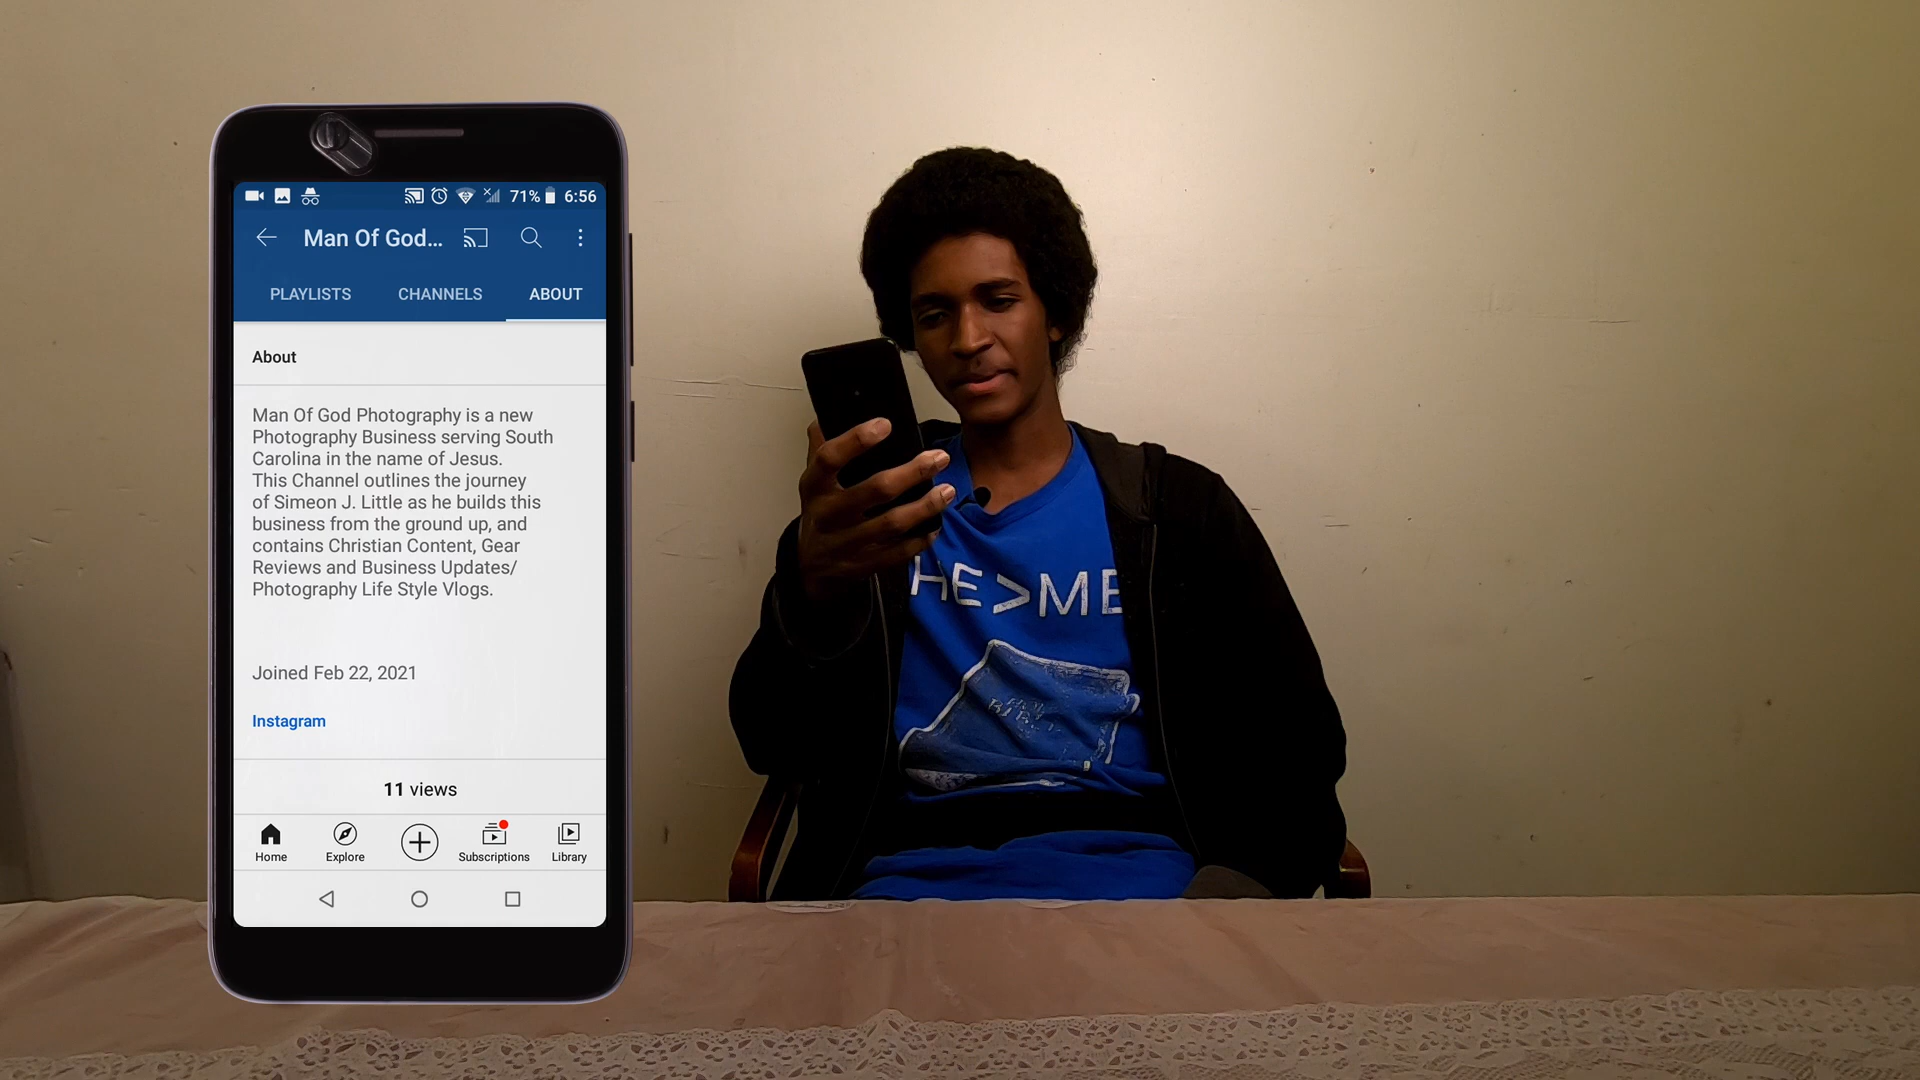 71% 6:56
Man Of God...
PLAYLISTS CHANNELS ABOUT
About
Man Of God Photography is a new
Photography Business serving South
Carolina in the name of Jesus.
This Channel outlines the journey
of Simeon J. Little as he builds this
business from the ground up, and
contains Christian Content, Gear
Reviews and Business Updates/
Photography Life Style Vlogs.
Joined Feb 22, 2021
Instagram
11 views
Home Explore Subscriptions Library
HE>ME